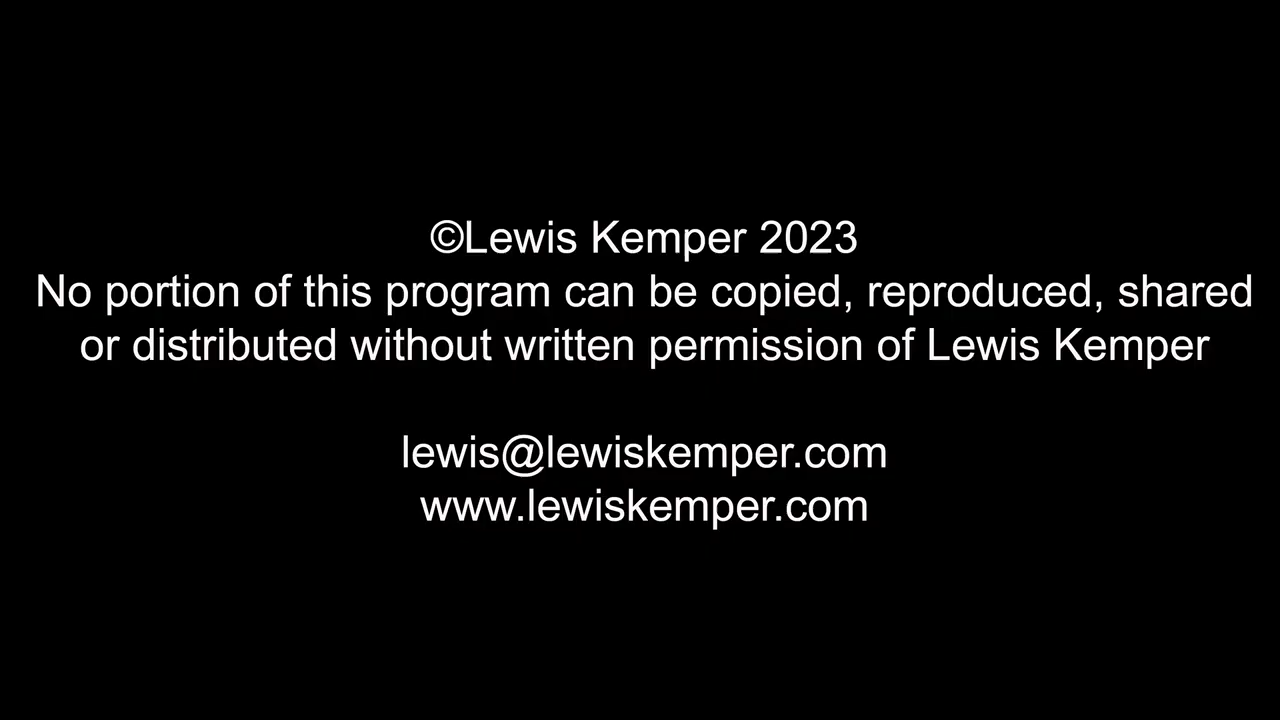 ©Lewis Kemper 2023
No portion of this program can be copied, reproduced, shared
or distributed without written permission of Lewis Kemper
lewis@lewiskemper.com
www.lewiskemper.com